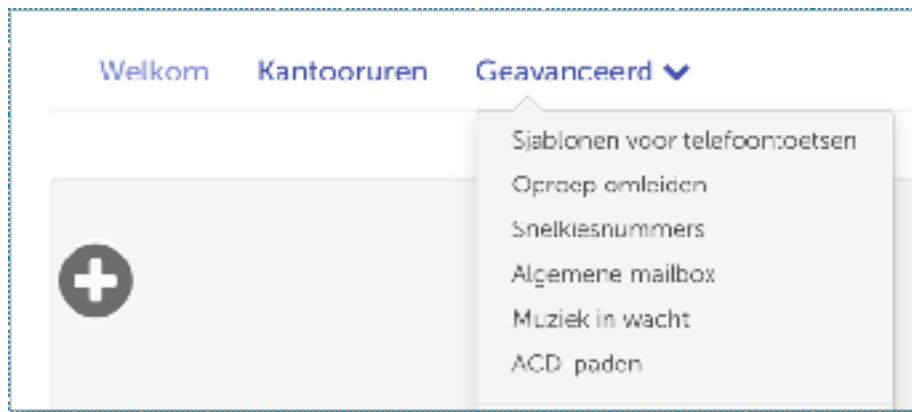 Welkom Kantooruren Geavanceerd
Sjablonen voor telefoontoetsen
Oproep omleiden
Snelkiesnummers
Algemene mailbox
Muziek in wacht
ACD-paden